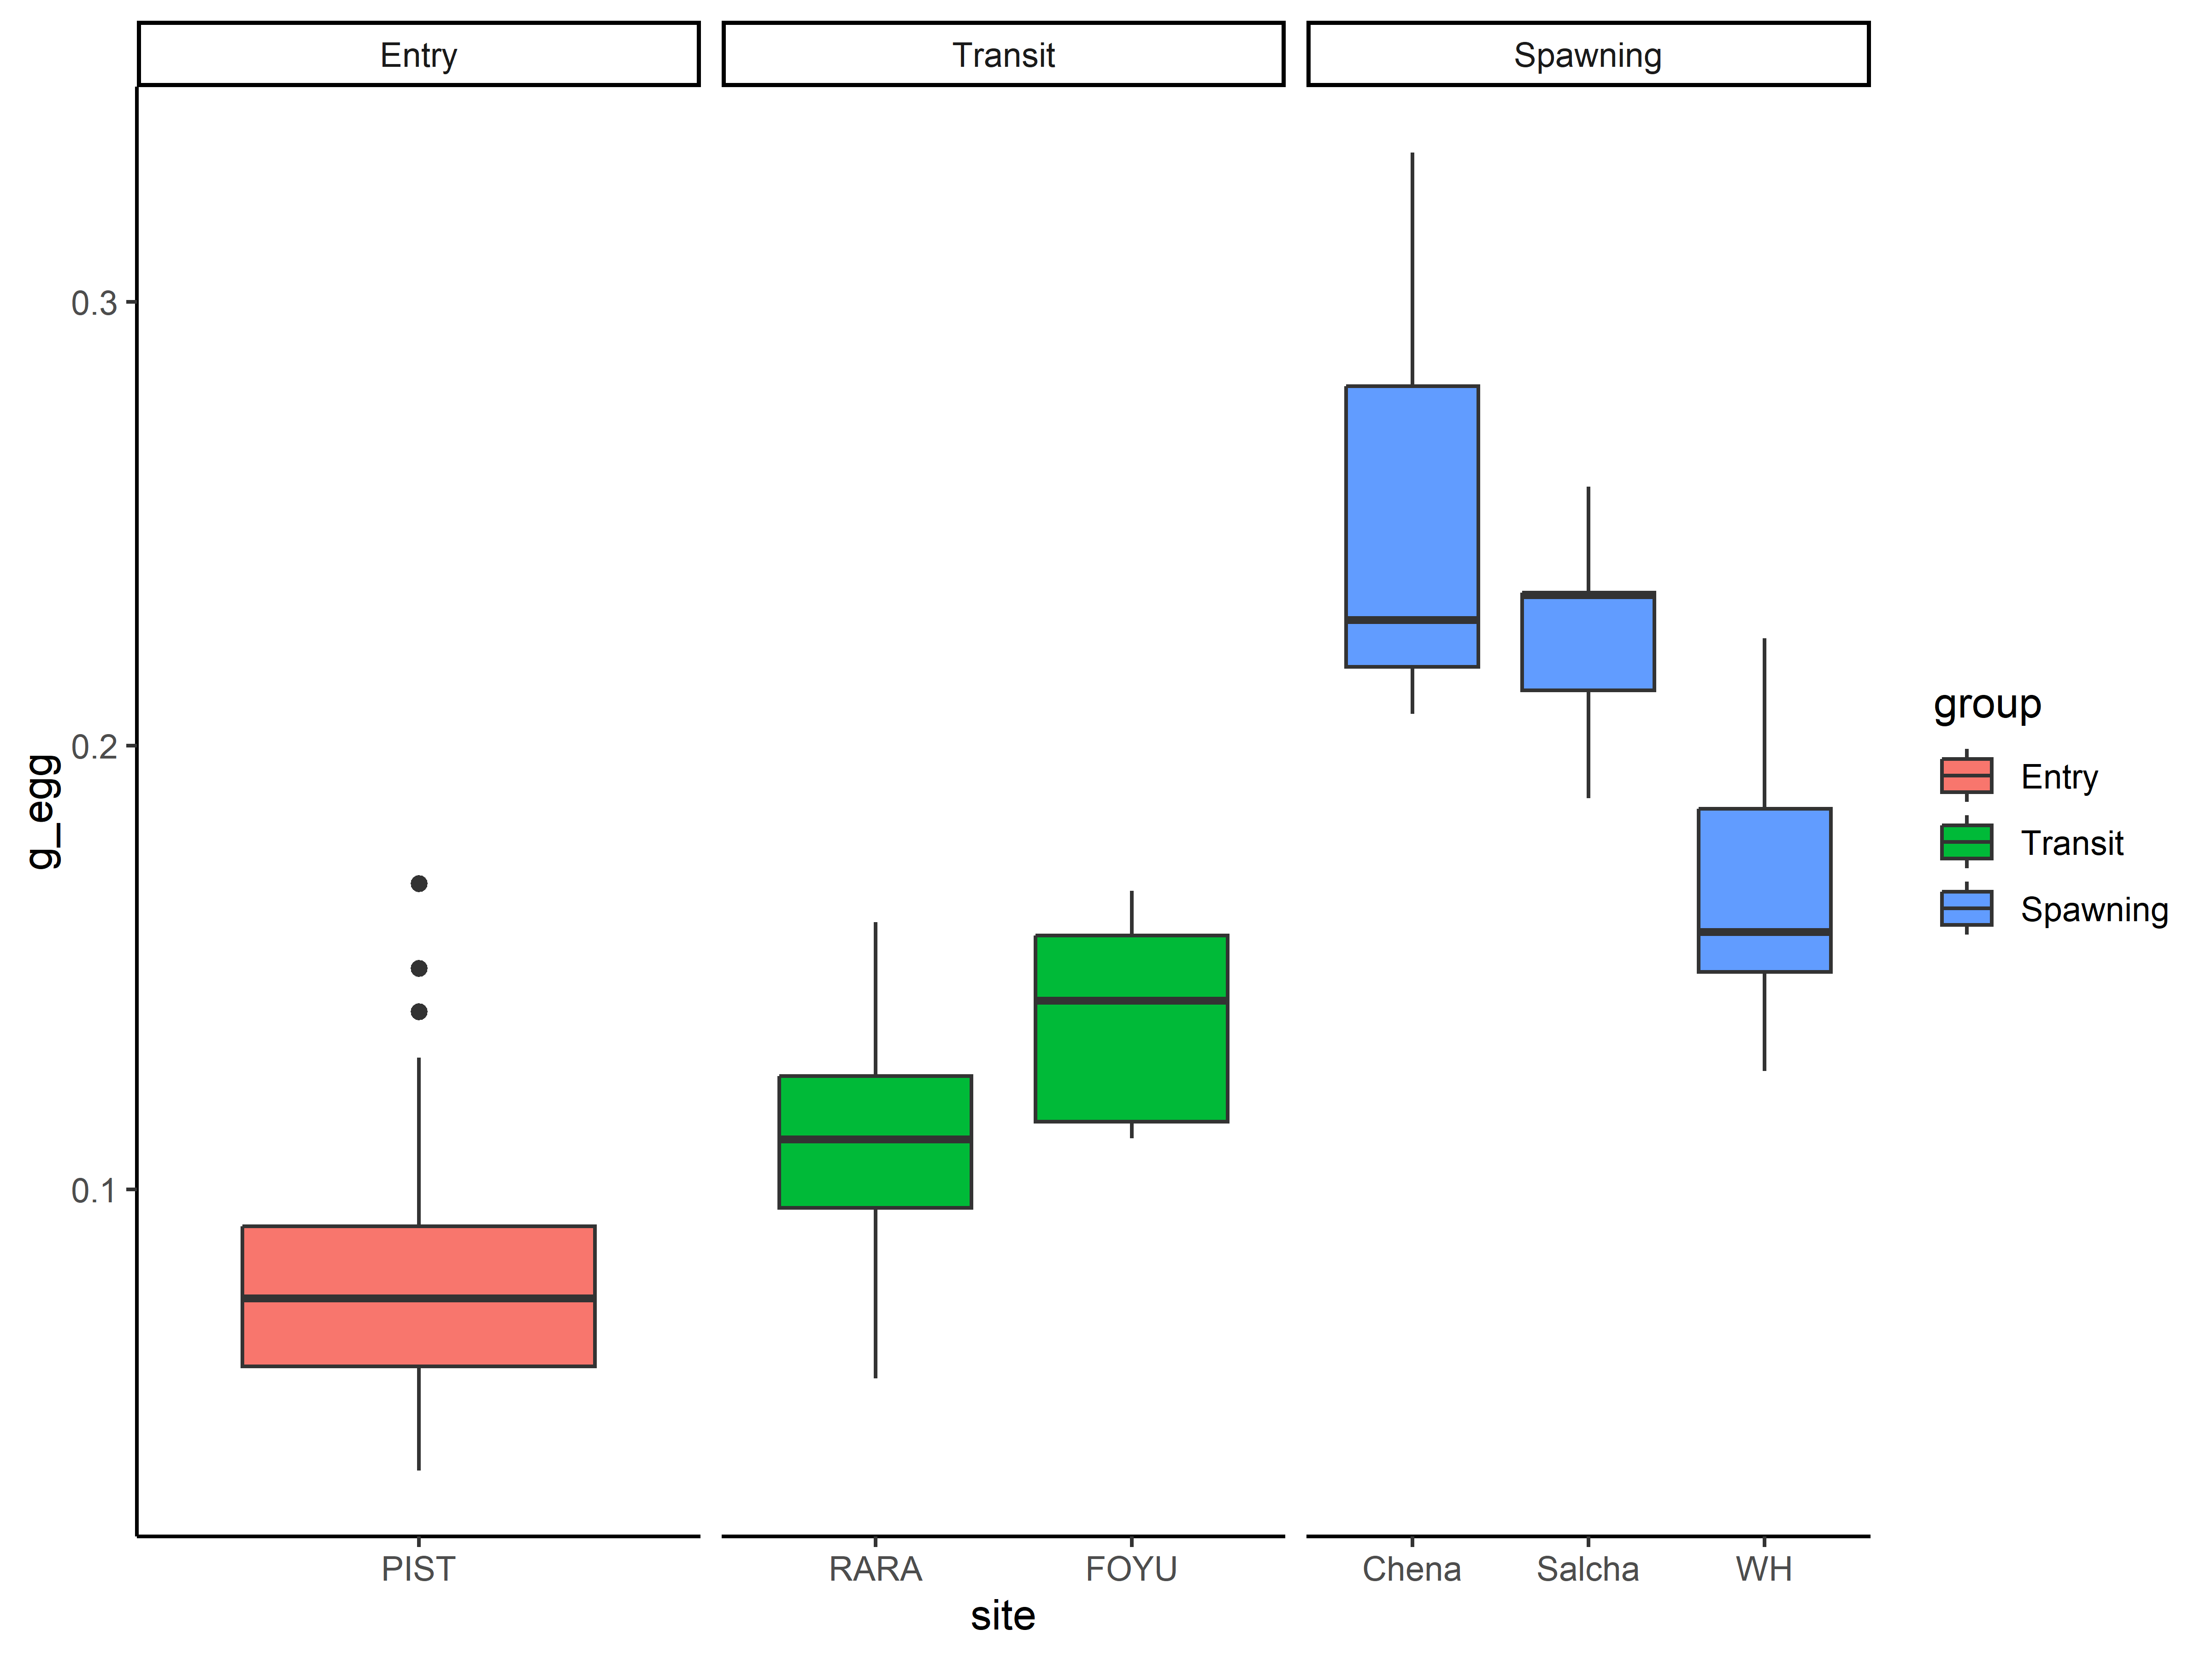 Entry
Transit
Spawning
0.3
0.2
0.1
g_egg
PIST
RARA
FOYU
Chena
Salcha
WH
site
group
Entry
Transit
Spawning